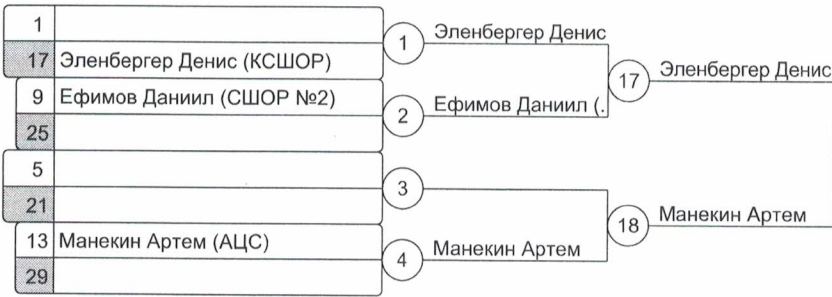 1
17 Эленбергер Денис (КСШОР)
1
Эленбергер Денис
9 Ефимов Даниил (СШОР №2)
25
2
Ефимов Даниил (.
17
Эленбергер Денис
5
21
3
13 Манекин Артем (АЦС)
29
4
Манекин Артем
18
Манекин Артем